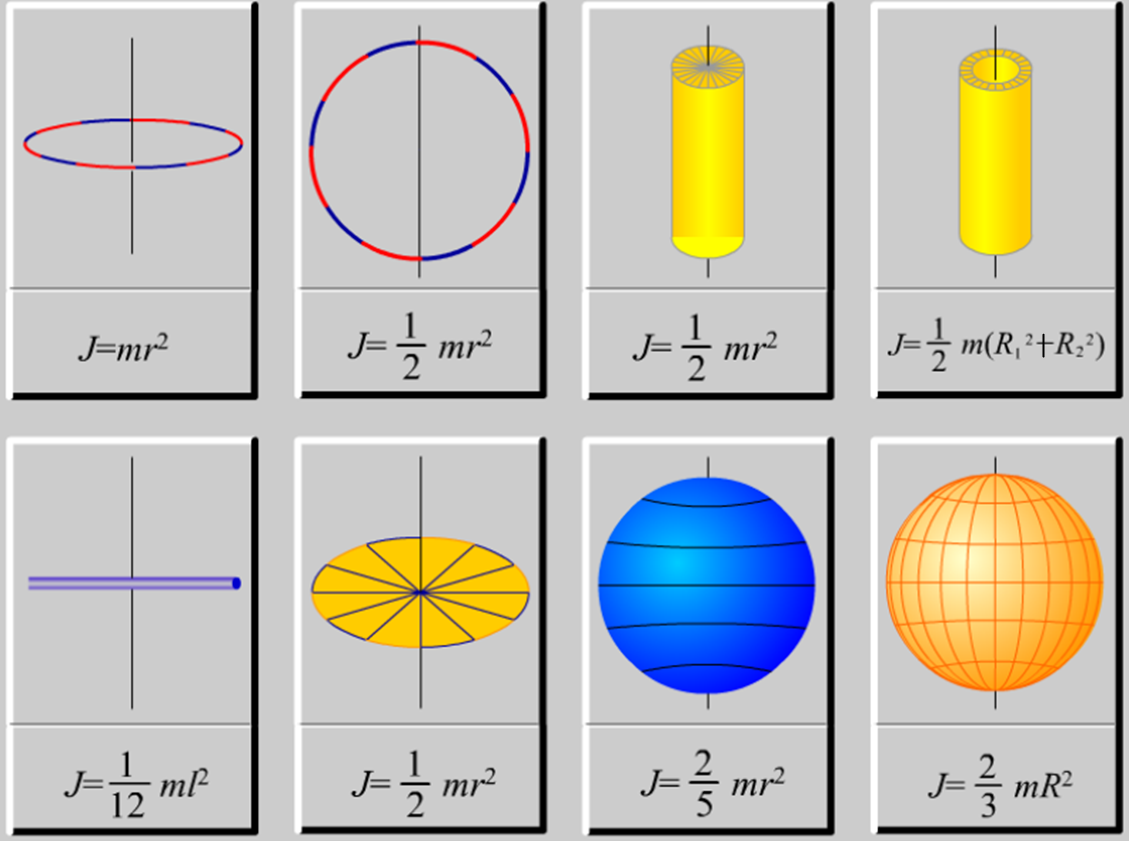 J=mr²
J= 1/2 mr²
J= 1/2 mr²
J= 1/2 m(R₁²+R₂²)
J= 1/12 ml²
J= 1/2 mr²
J= 2/5 mr²
J= 2/3 mR²